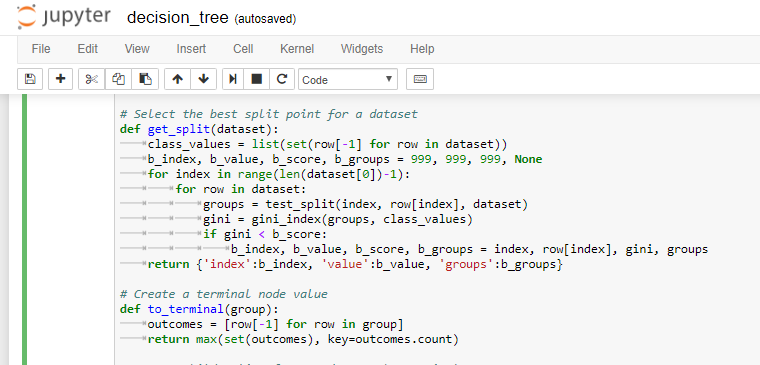 jupyter decision_tree (autosaved)
File Edit View Insert Cell Kernel Widgets Help
Code
# Select the best split point for a dataset
def get_split(dataset):
class_values = list(set(row[-1] for row in dataset))
b_index, b_value, b_score, b_groups = 999, 999, 999, None
for index in range(len(dataset[0])-1):
for row in dataset:
groups = test_split(index, row[index], dataset)
gini = gini_index(groups, class_values)
if gini < b_score:
b_index, b_value, b_score, b_groups = index, row[index], gini, groups
return {'index':b_index, 'value':b_value, 'groups':b_groups}
# Create a terminal node value
def to_terminal(group):
outcomes = [row[-1] for row in group]
return max(set(outcomes), key=outcomes.count)